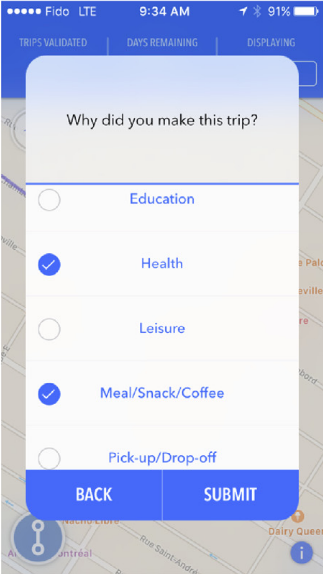 Fido LTE 9:34 AM 91%
TRIPS VALIDATED DAYS REMAINING DISPLAYING
Why did you make this trip?
Education
Health
Leisure
Meal/Snack/Coffee
Pick-up/Drop-off
BACK SUBMIT
Nacho Libre
Dairy Queen
Rue Saint-André